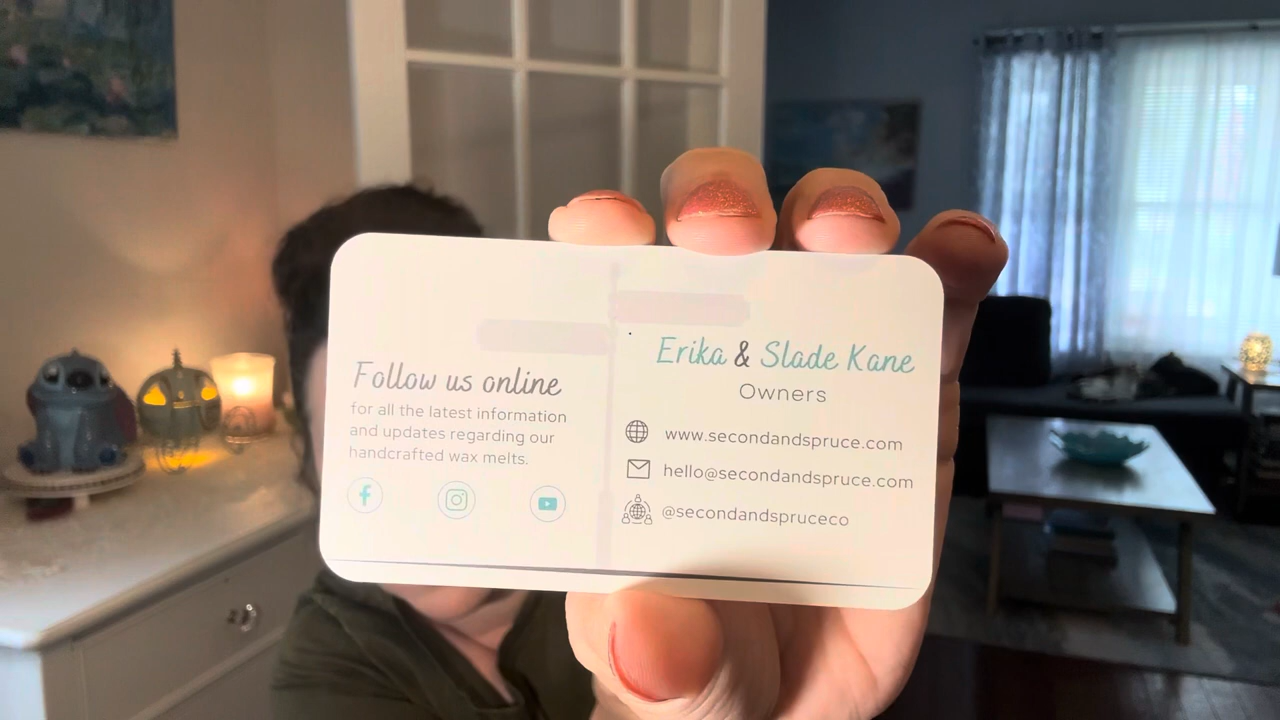 Follow us online
for all the latest information
and updates regarding our
handcrafted wax melts.
Erika & Slade Kane
Owners
www.secondandspruce.com
hello@secondandspruce.com
@secondandspruceco